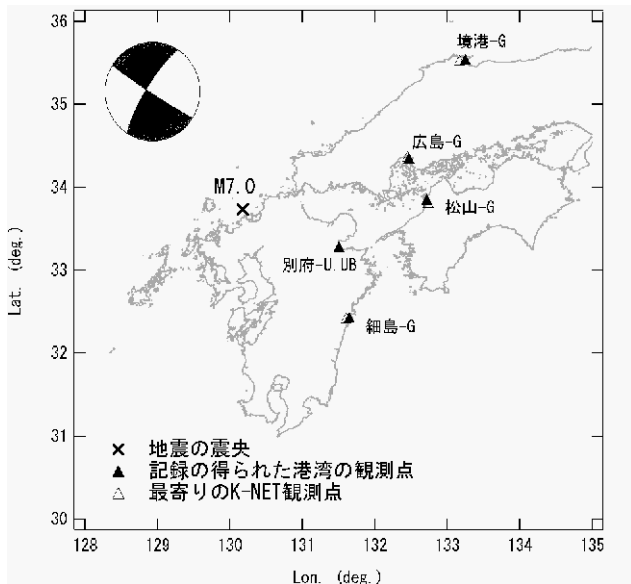 36
境港-G
35
広島-G
34
M7.0
松山-G
別府-U.UB
33
細島-G
32
31
× 地震の震央
▲ 記録の得られた港湾の観測点
△ 最寄りのK-NET観測点
30
128 129 130 131 132 133 134 135
Lat. (deg.)
Lon. (deg.)